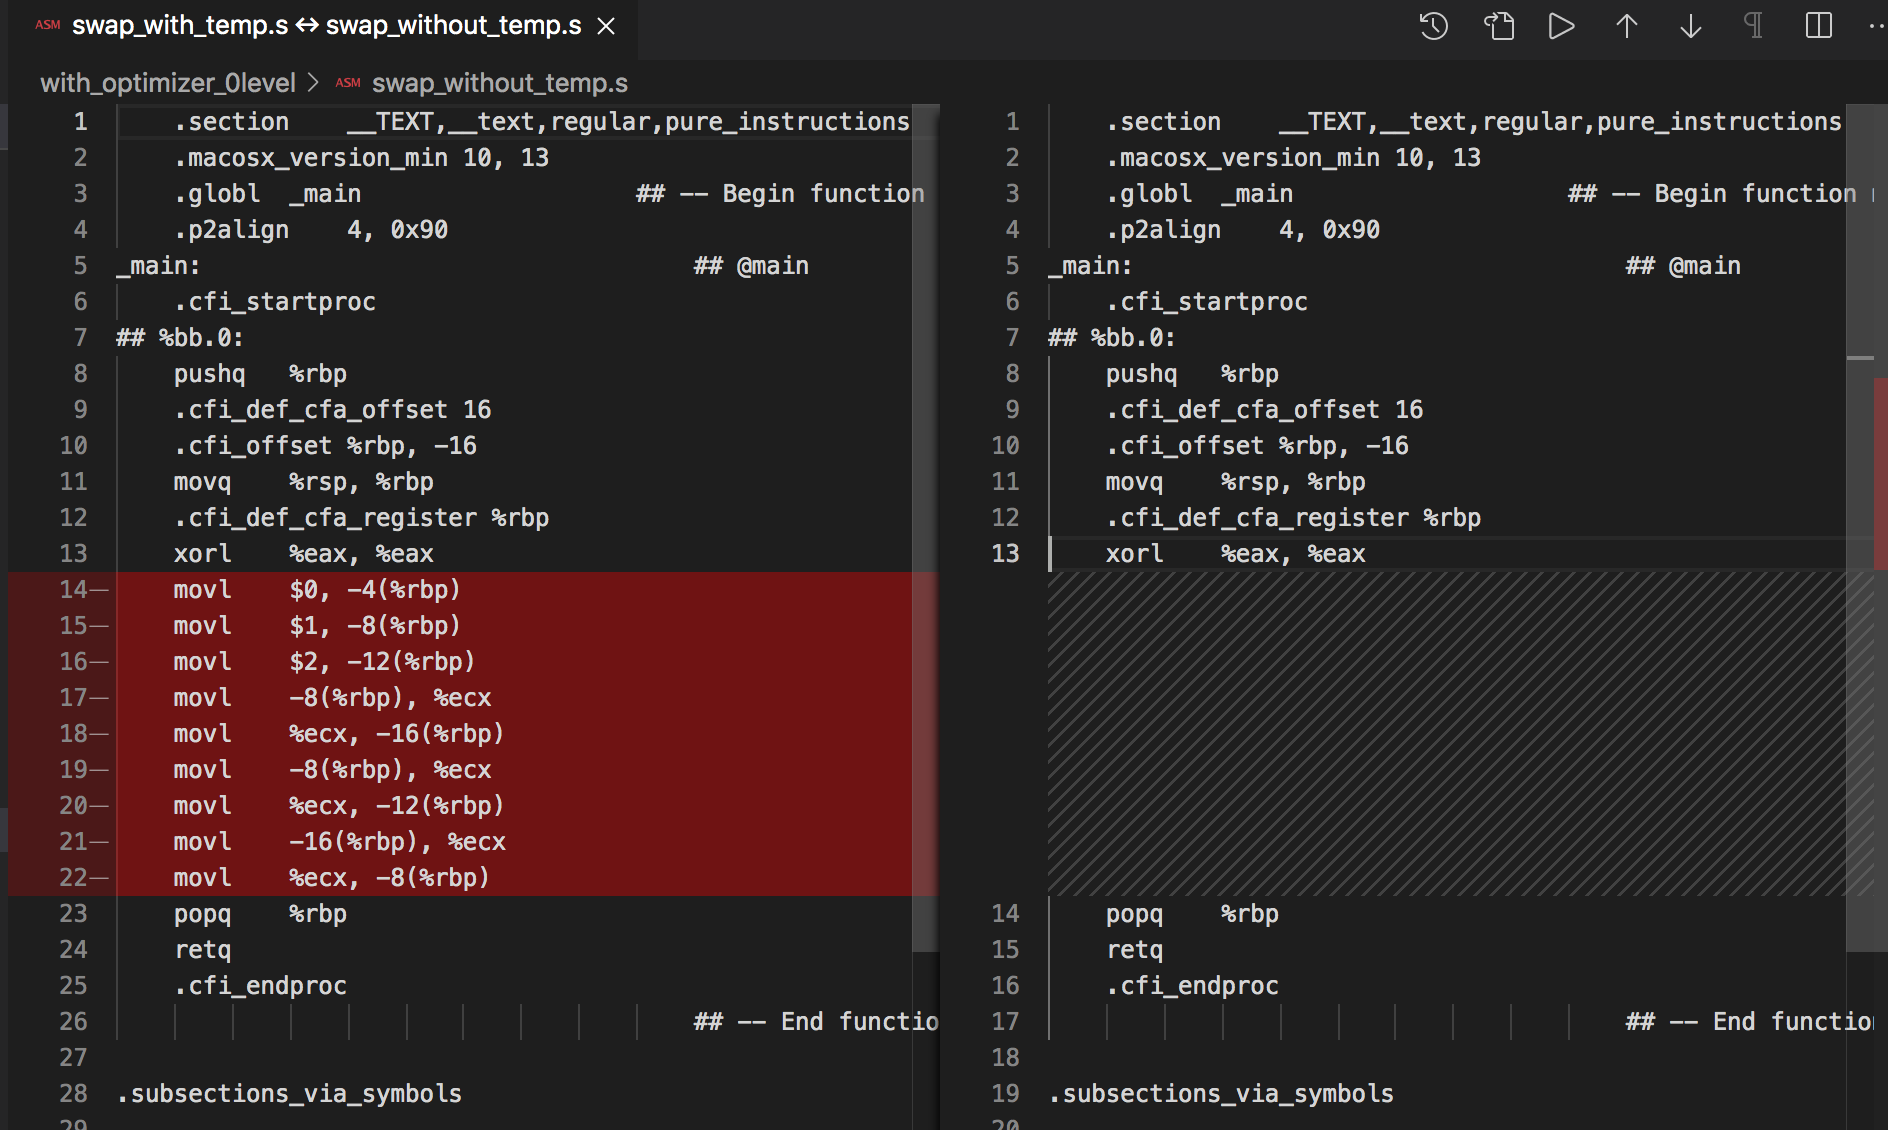 ASM swap_with_temp.s ↔ swap_without_temp.s
with_optimizer_0level > ASM swap_without_temp.s
1 .section __TEXT,__text,regular,pure_instructions
2 .macosx_version_min 10, 13
3 .globl _main ## -- Begin function
4 .p2align 4, 0x90
5 _main: ## @main
6 .cfi_startproc
7 ## %bb.0:
8 pushq %rbp
9 .cfi_def_cfa_offset 16
10 .cfi_offset %rbp, -16
11 movq %rsp, %rbp
12 .cfi_def_cfa_register %rbp
13 xorl %eax, %eax
14— movl $0, -4(%rbp)
15— movl $1, -8(%rbp)
16— movl $2, -12(%rbp)
17— movl -8(%rbp), %ecx
18— movl %ecx, -16(%rbp)
19— movl -8(%rbp), %ecx
20— movl %ecx, -12(%rbp)
21— movl -16(%rbp), %ecx
22— movl %ecx, -8(%rbp)
23 popq %rbp
24 retq
25 .cfi_endproc
26 ## -- End functio
27
28 .subsections_via_symbols
29
1 .section __TEXT,__text,regular,pure_instructions
2 .macosx_version_min 10, 13
3 .globl _main ## -- Begin function
4 .p2align 4, 0x90
5 _main: ## @main
6 .cfi_startproc
7 ## %bb.0:
8 pushq %rbp
9 .cfi_def_cfa_offset 16
10 .cfi_offset %rbp, -16
11 movq %rsp, %rbp
12 .cfi_def_cfa_register %rbp
13 xorl %eax, %eax
14 popq %rbp
15 retq
16 .cfi_endproc
17 ## -- End functio
18
19 .subsections_via_symbols
20